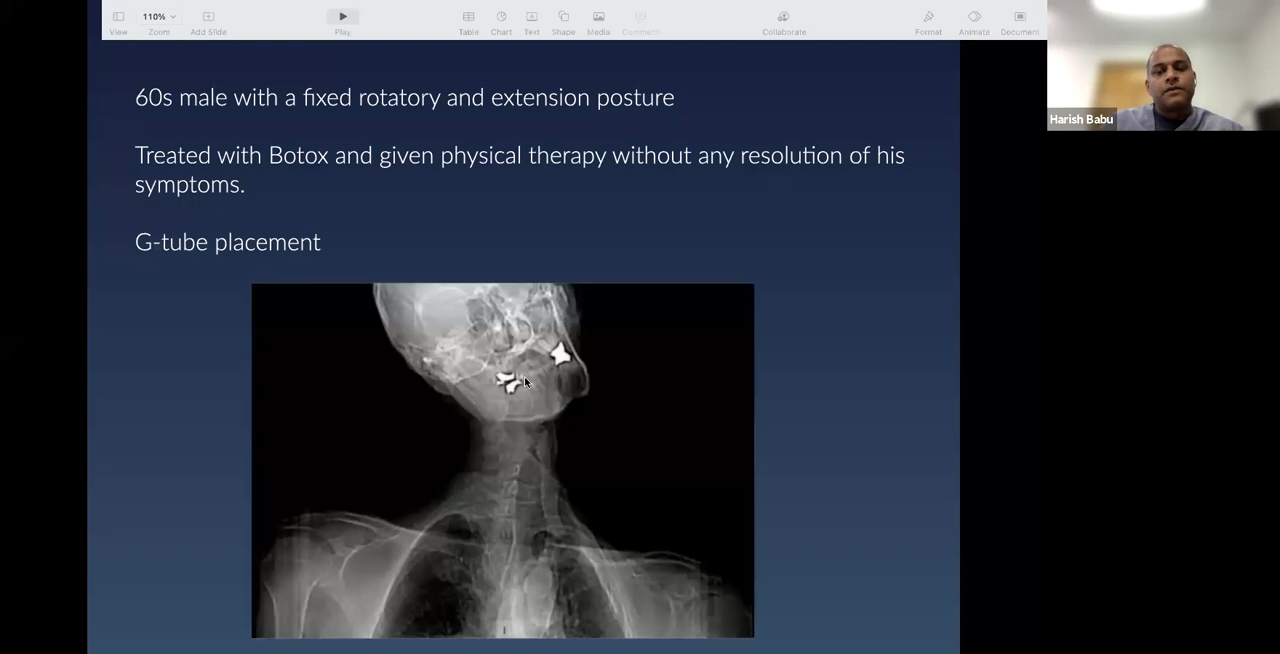 110%
View
Zoom
Add Slide
Play
Table
Chart
Text
Shape
Media
Comment
Collaborate
Format
Animate
Document
Harish Babu
60s male with a fixed rotatory and extension posture
Treated with Botox and given physical therapy without any resolution of his
symptoms.
G-tube placement